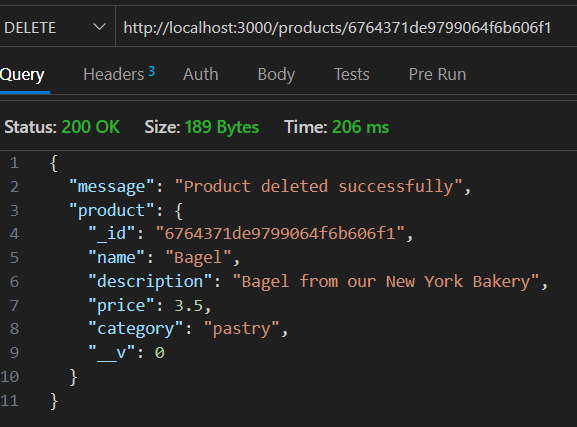 DELETE http://localhost:3000/products/6764371de9799064f6b606f1
Query Headers 3 Auth Body Tests Pre Run
Status: 200 OK Size: 189 Bytes Time: 206 ms
1 {
2 "message": "Product deleted successfully",
3 "product": {
4 "_id": "6764371de9799064f6b606f1",
5 "name": "Bagel",
6 "description": "Bagel from our New York Bakery",
7 "price": 3.5,
8 "category": "pastry",
9 "__v": 0
10 }
11 }